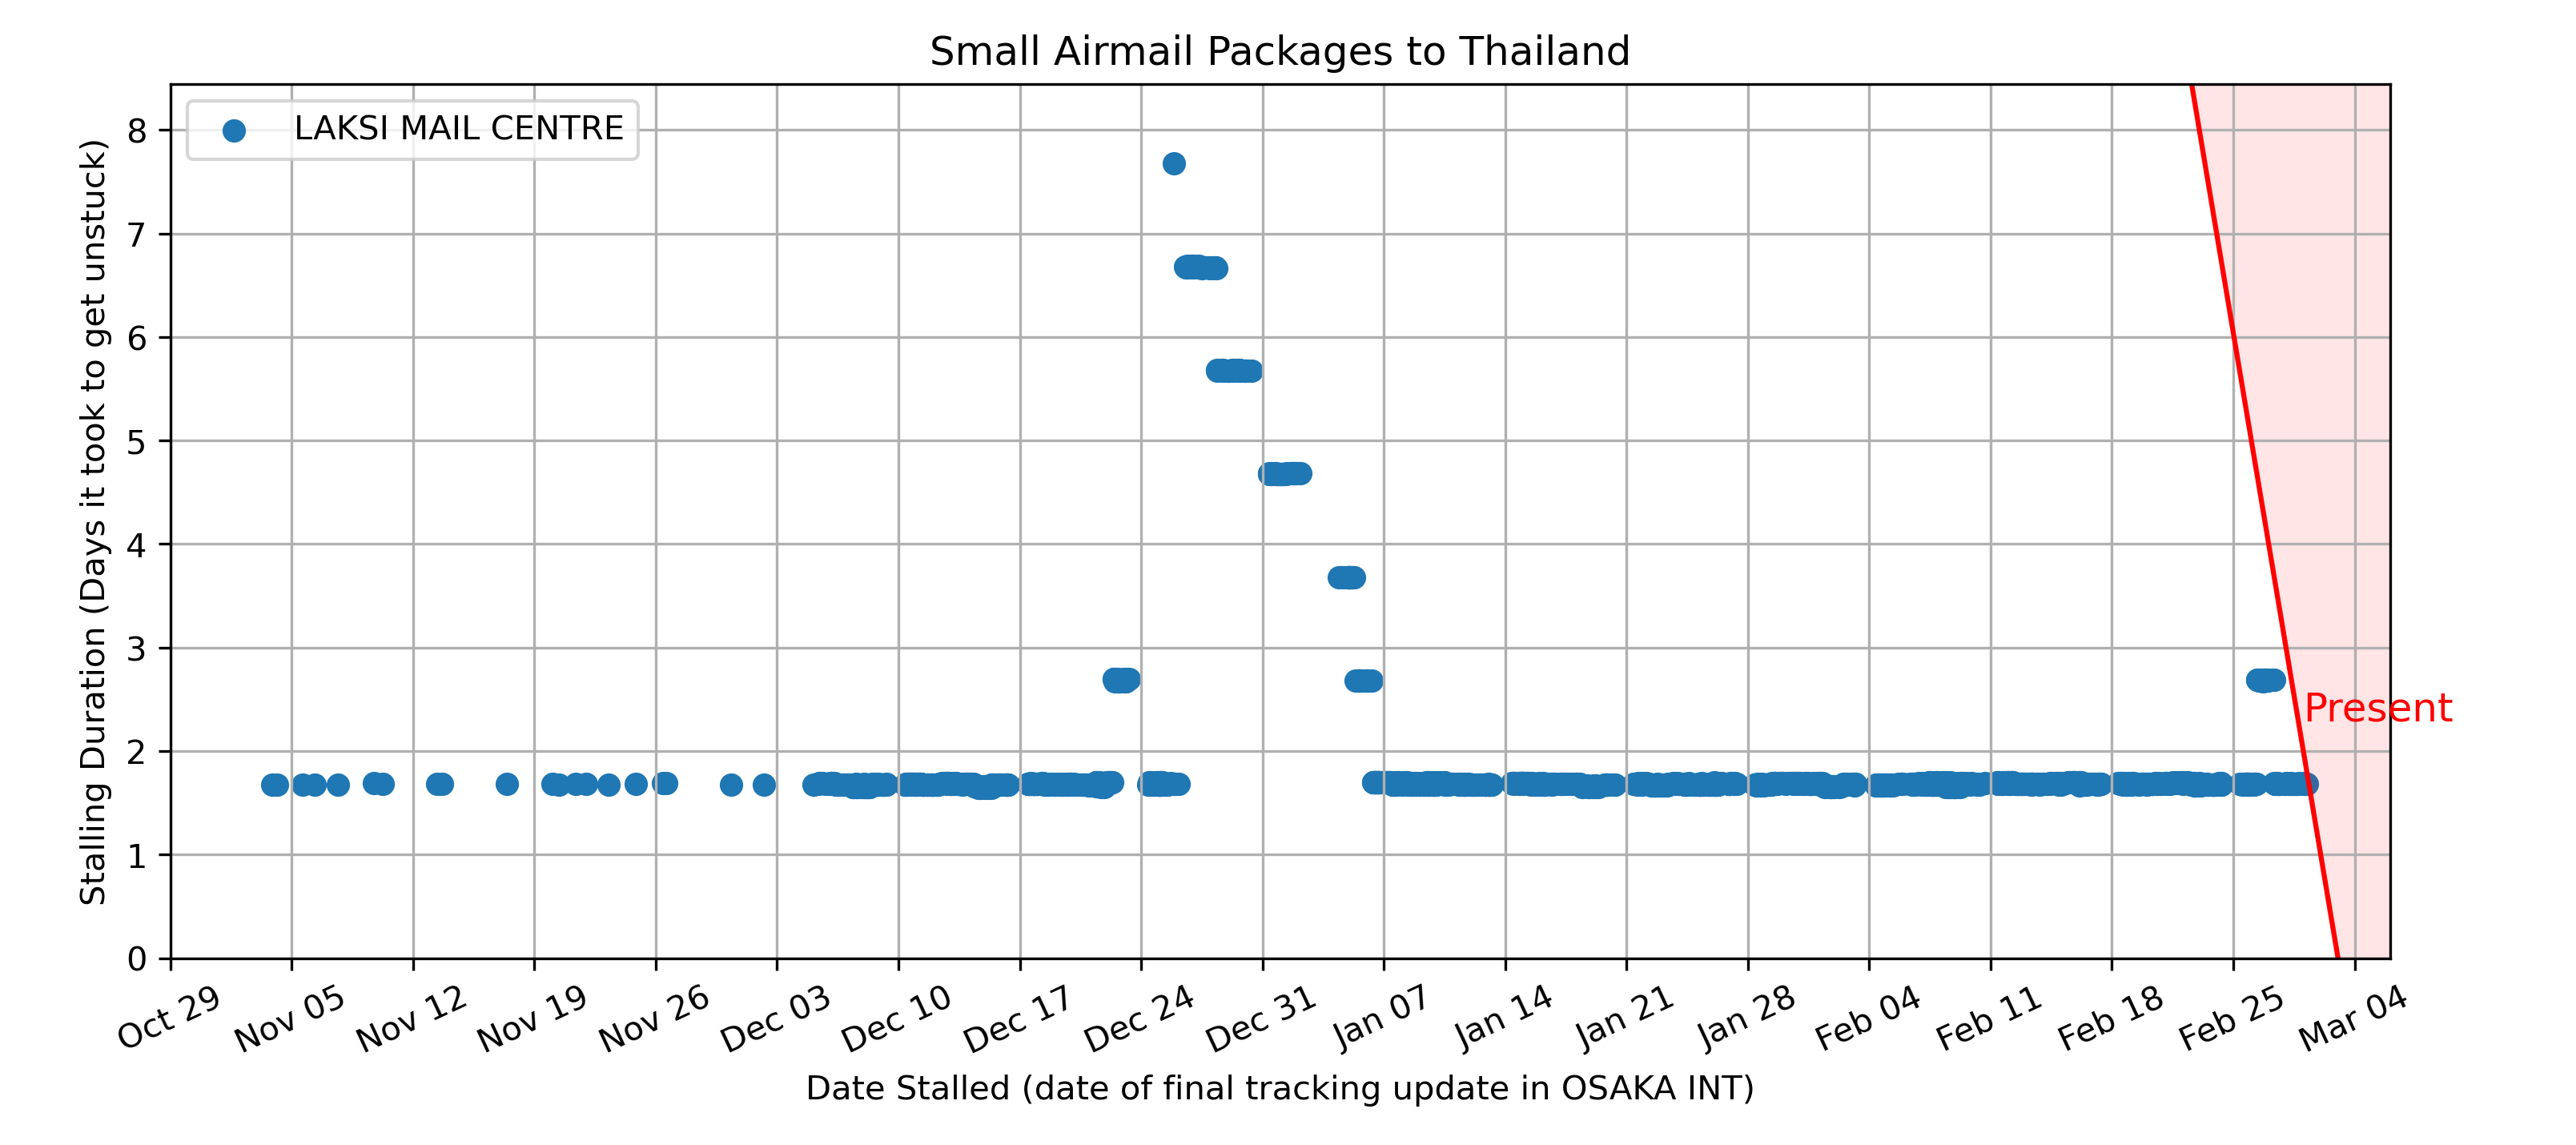 Small Airmail Packages to Thailand
LAKSI MAIL CENTRE
Stalling Duration (Days it took to get unstuck)
8
7
6
5
4
3
2
1
0
Present
Oct 29 Nov 05 Nov 12 Nov 19 Nov 26 Dec 03 Dec 10 Dec 17 Dec 24 Dec 31 Jan 07 Jan 14 Jan 21 Jan 28 Feb 04 Feb 11 Feb 18 Feb 25 Mar 04
Date Stalled (date of final tracking update in OSAKA INT)